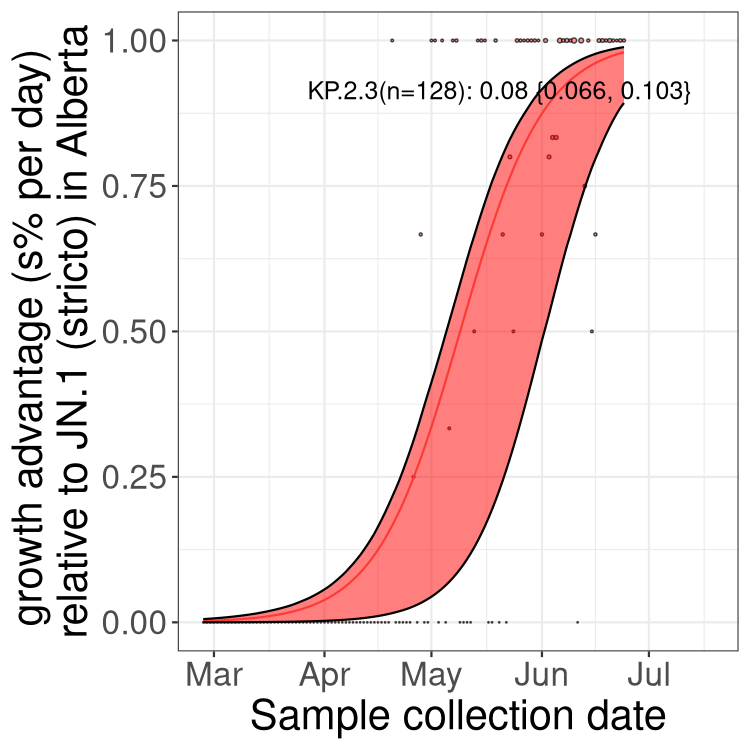 growth advantage (s% per day)
relative to JN.1 (stricto) in Alberta
1.00
0.75
0.50
0.25
0.00
KP.2.3(n=128): 0.08 {0.066, 0.103}
Mar Apr May Jun Jul
Sample collection date